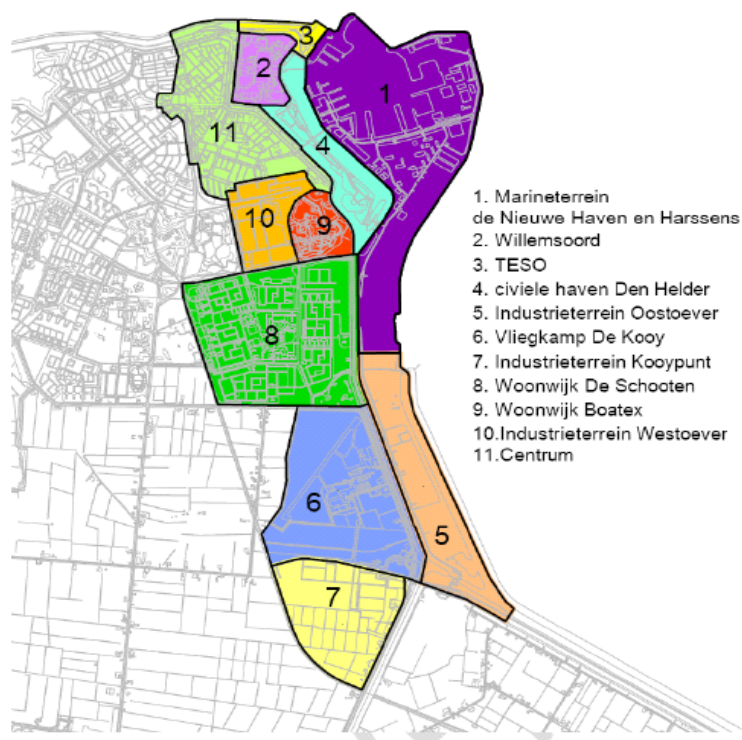 3
2
1
4
11
10
9
8
6
5
7
1. Marineterrein
de Nieuwe Haven en Harssens
2. Willemsoord
3. TESO
4. civiele haven Den Helder
5. Industrieterrein Oostoever
6. Vliegkamp De Kooy
7. Industrieterrein Kooypunt
8. Woonwijk De Schooten
9. Woonwijk Boatex
10.Industrieterrein Westoever
11.Centrum